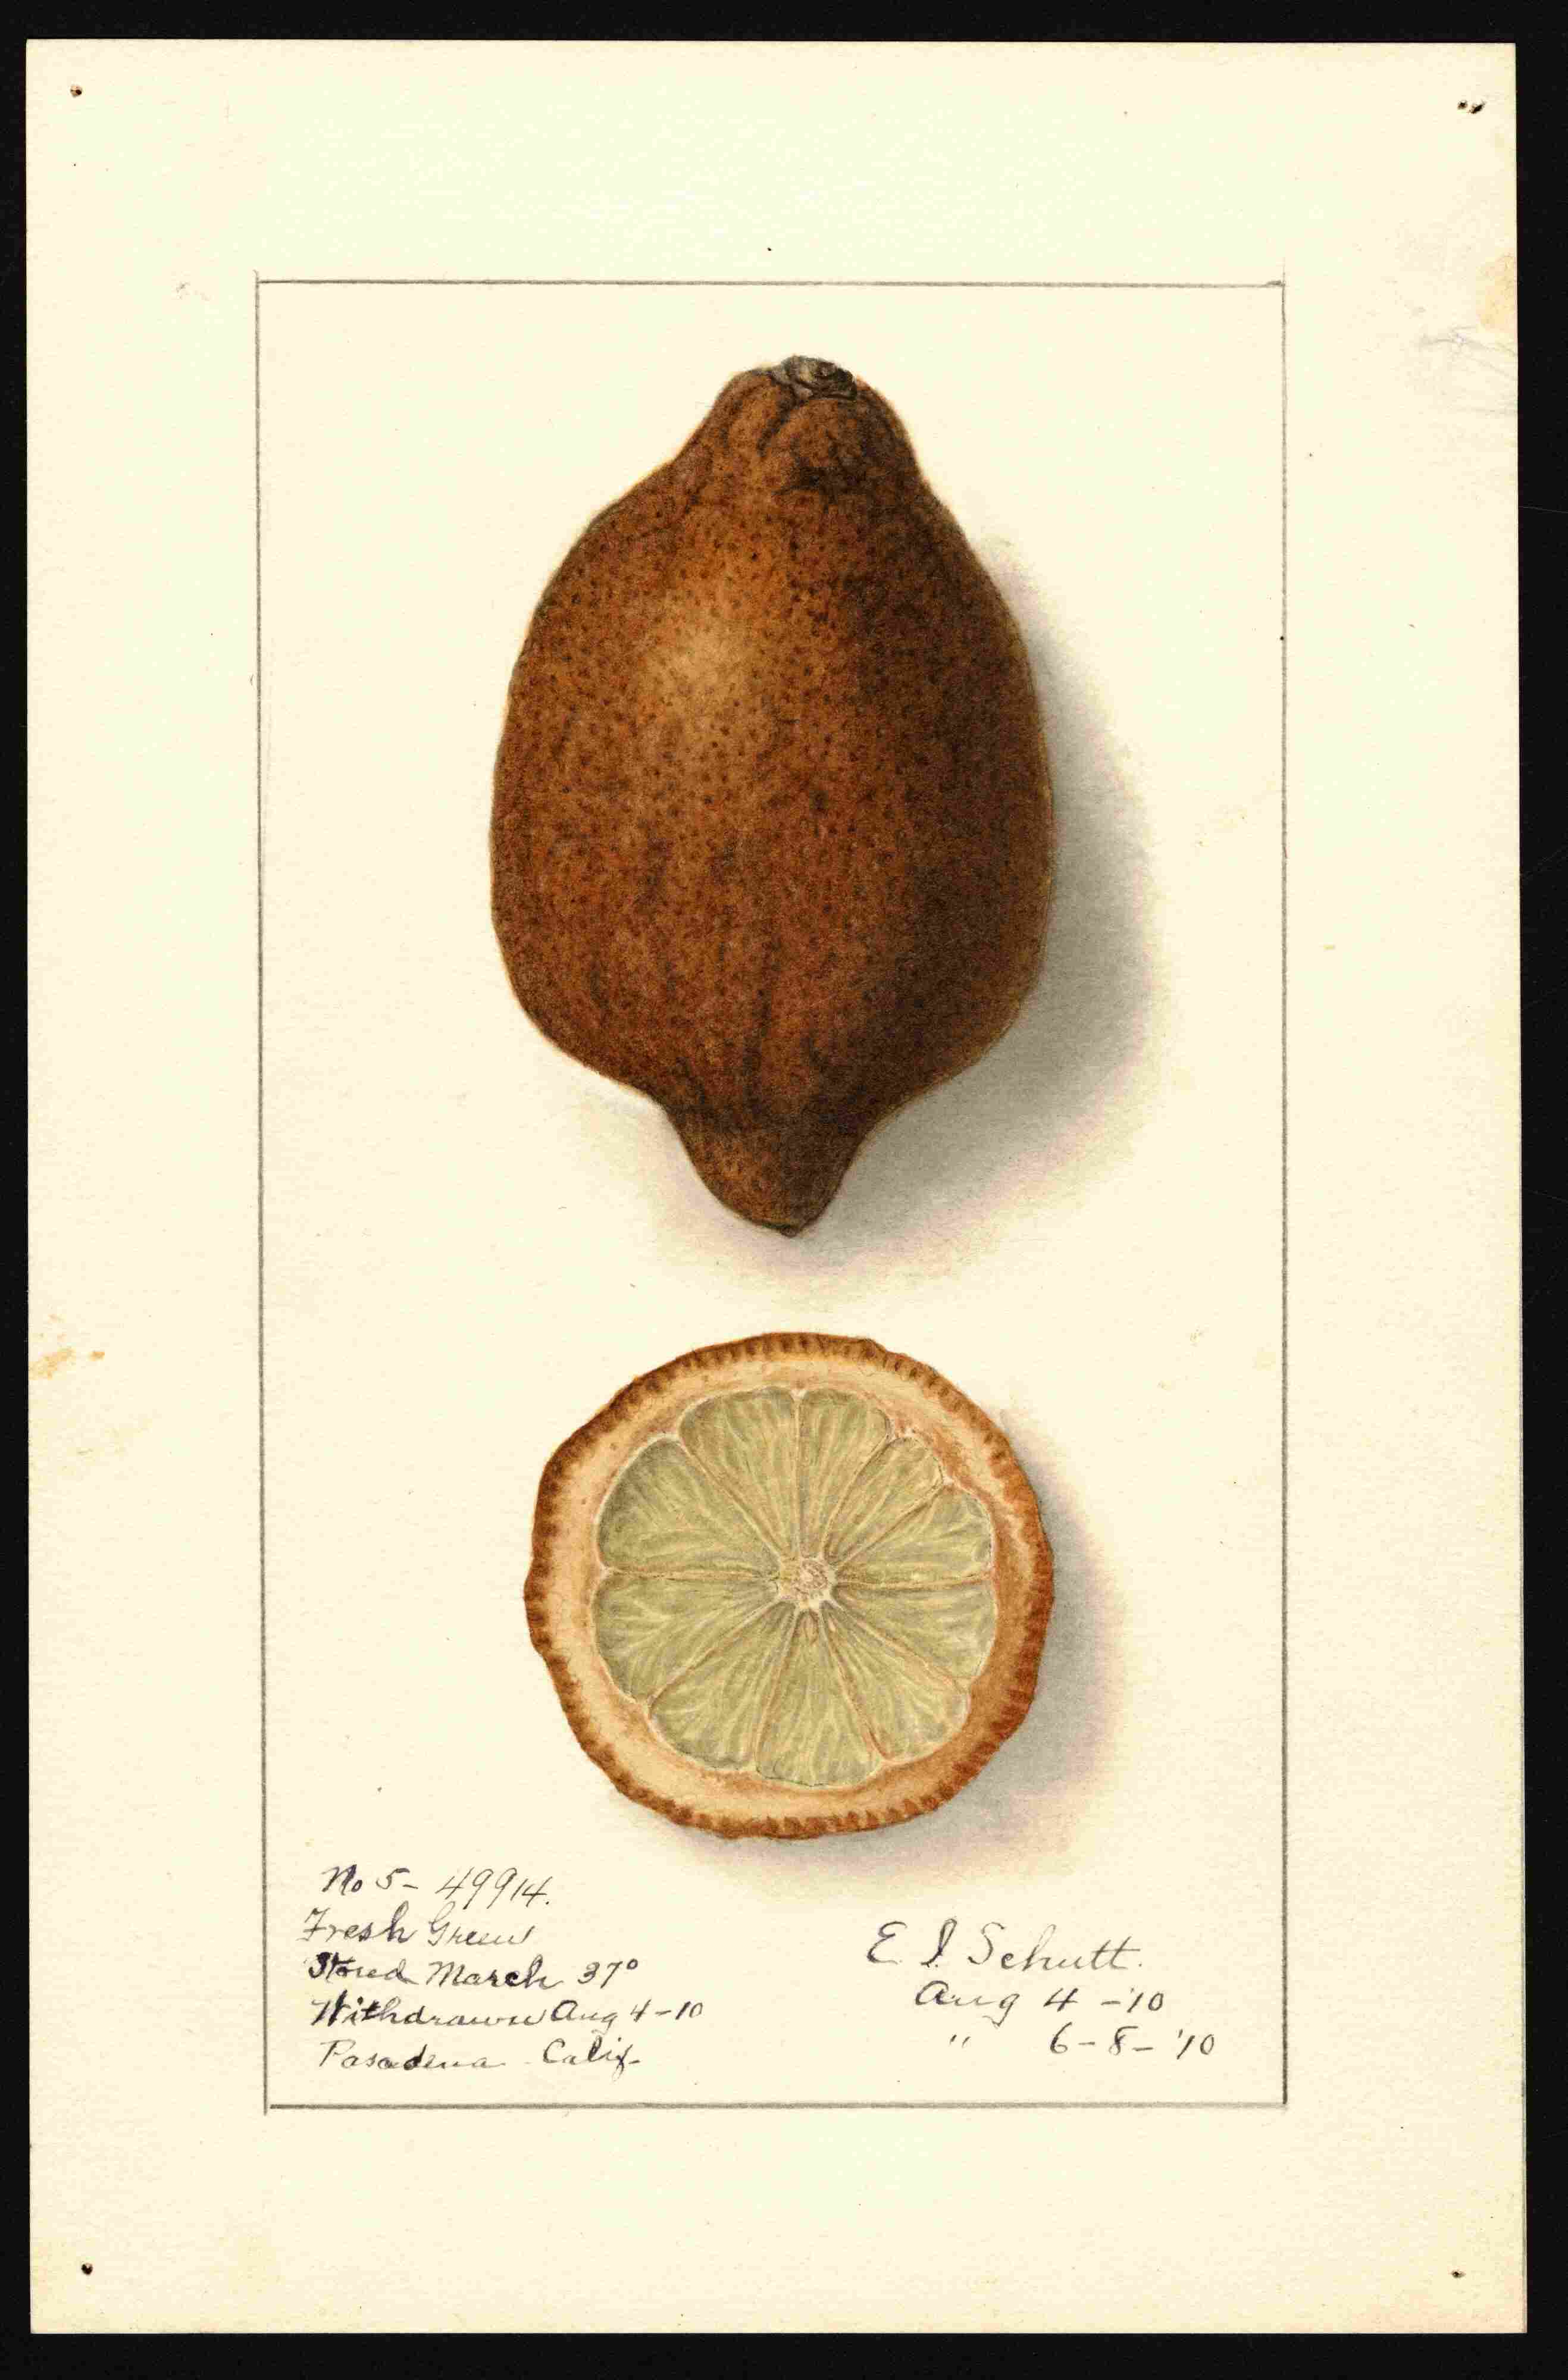 No 5- 49914.
Fresh Green
Stored March 37°
Withdrawn Aug 4-10
Pasadena Calif-
E. I. Schutt.
Aug 4 -'10
" 6-8-'10